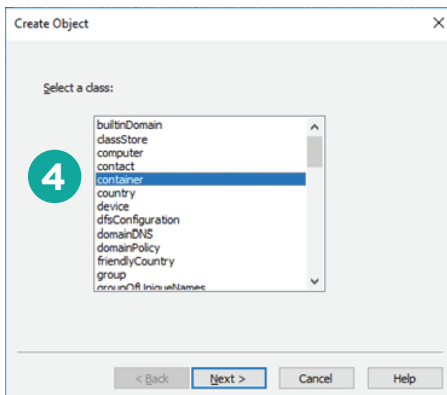 Create Object
Select a class:
builtinDomain
classStore
computer
contact
4
container
country
device
dfsConfiguration
domainDNS
domainPolicy
friendlyCountry
group
groupOfUniqueNames
< Back
Next >
Cancel
Help